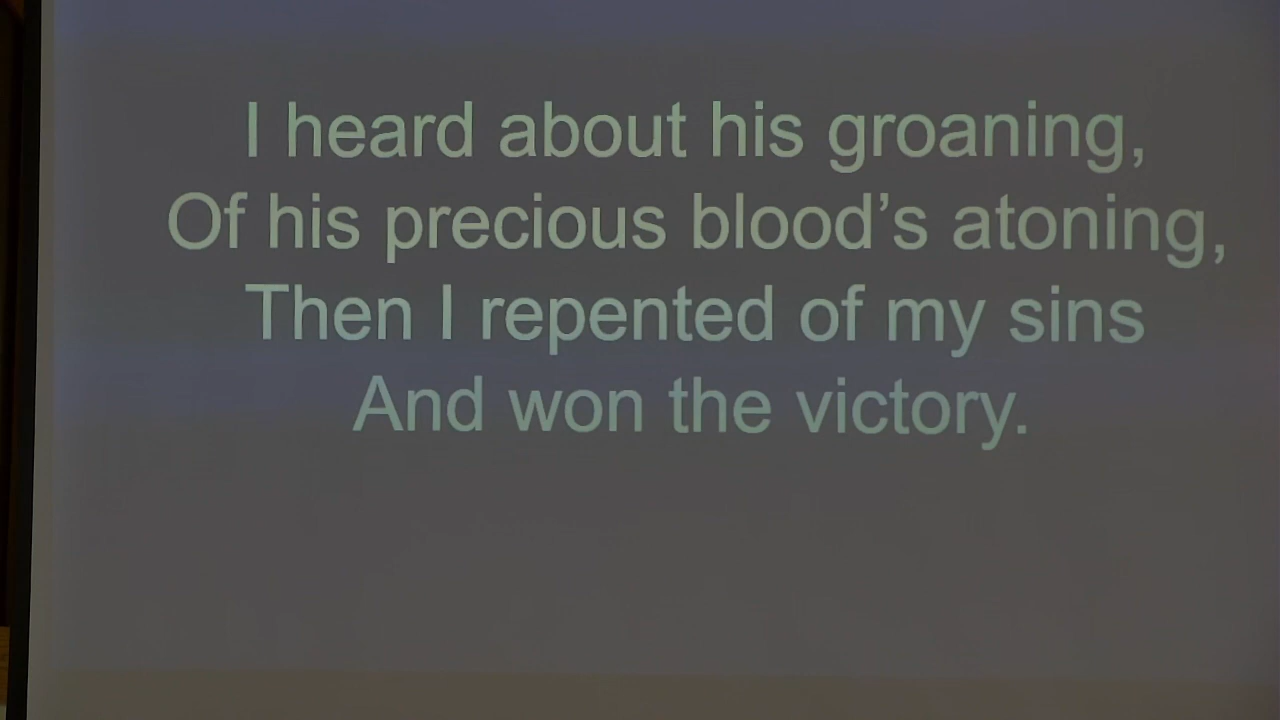 I heard about his groaning,
Of his precious blood’s atoning,
Then I repented of my sins
And won the victory.